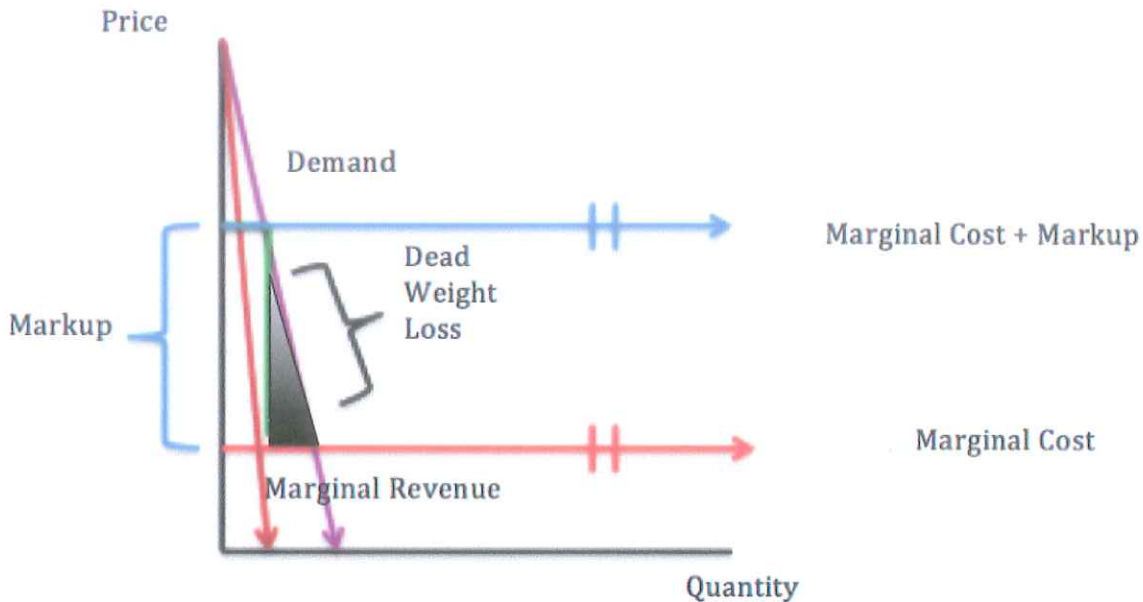 Price
Demand
Marginal Cost + Markup
Dead
Weight
Loss
Markup
Marginal Cost
Marginal Revenue
Quantity